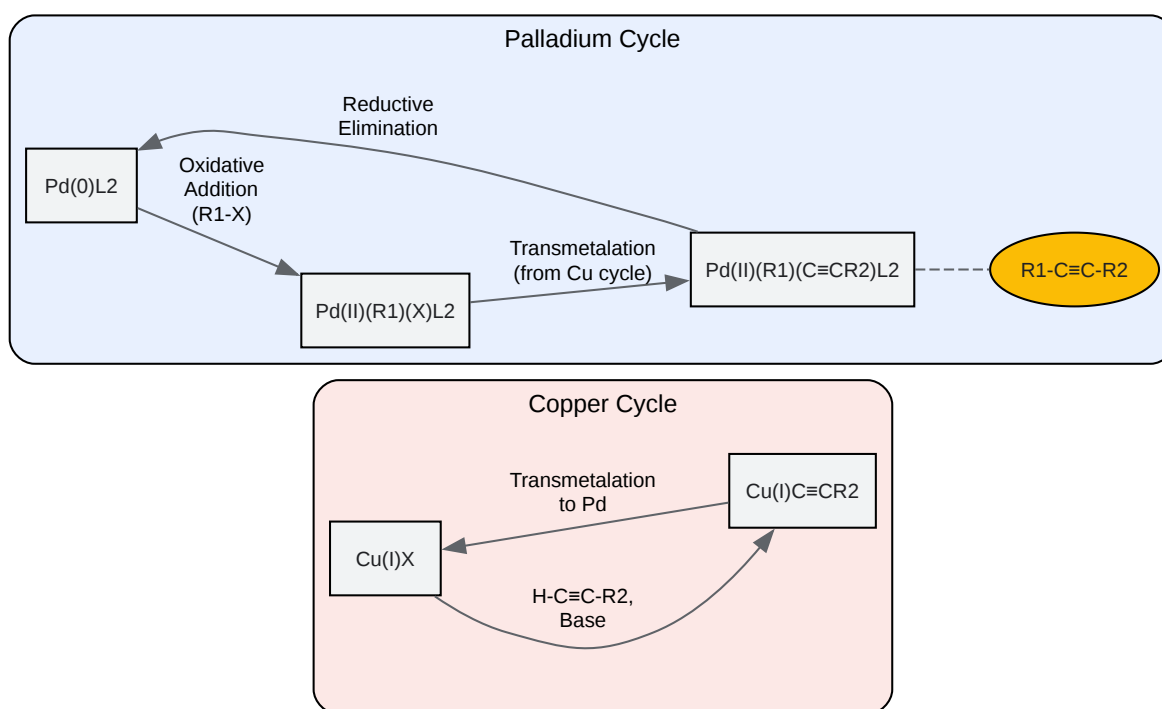 Palladium Cycle
Reductive
Elimination
Pd(0)L2
Oxidative
Addition
(R1-X)
Transmetalation
(from Cu cycle)
Pd(II)(R1)(C≡CR2)L2
R1-C≡C-R2
Pd(II)(R1)(X)L2
Copper Cycle
Transmetalation
to Pd
Cu(I)C≡CR2
Cu(I)X
H-C≡C-R2,
Base